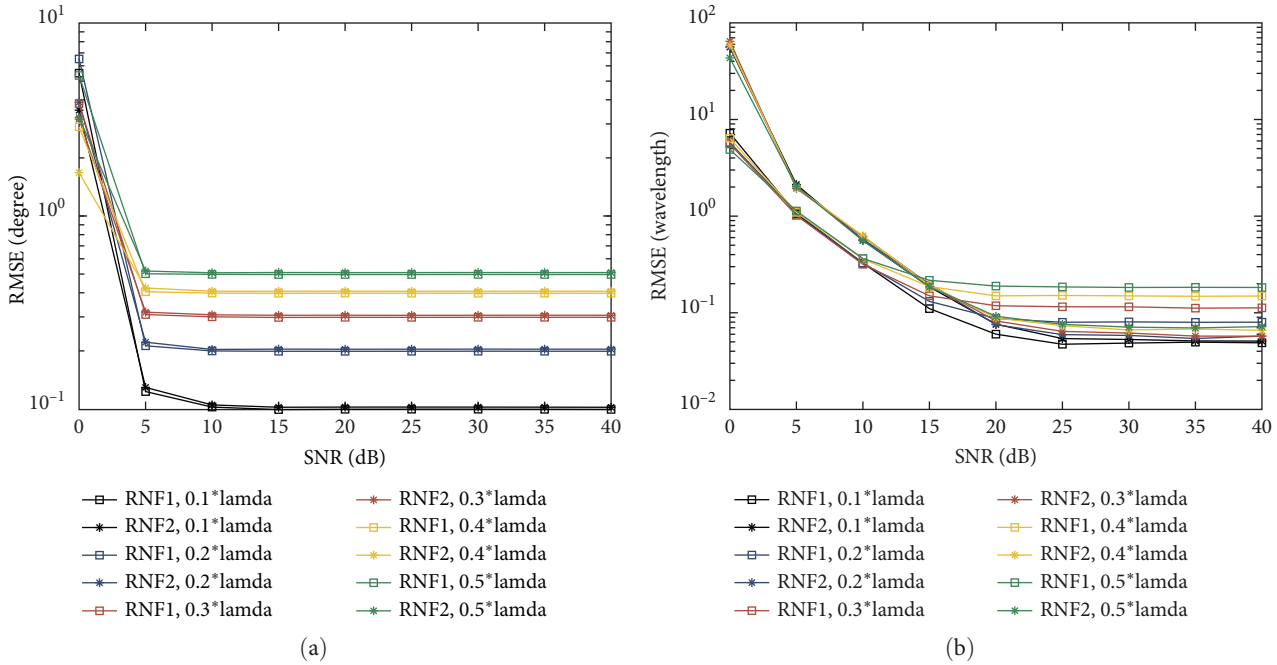 10^1
10^0
10^-1
RMSE (degree)
0 5 10 15 20 25 30 35 40
SNR (dB)
RNF1, 0.1*lamda
RNF2, 0.1*lamda
RNF1, 0.2*lamda
RNF2, 0.2*lamda
RNF1, 0.3*lamda
RNF2, 0.3*lamda
RNF1, 0.4*lamda
RNF2, 0.4*lamda
RNF1, 0.5*lamda
RNF2, 0.5*lamda
(a)
10^2
10^1
10^0
10^-1
10^-2
RMSE (wavelength)
0 5 10 15 20 25 30 35 40
SNR (dB)
RNF1, 0.1*lamda
RNF2, 0.1*lamda
RNF1, 0.2*lamda
RNF2, 0.2*lamda
RNF1, 0.3*lamda
RNF2, 0.3*lamda
RNF1, 0.4*lamda
RNF2, 0.4*lamda
RNF1, 0.5*lamda
RNF2, 0.5*lamda
(b)